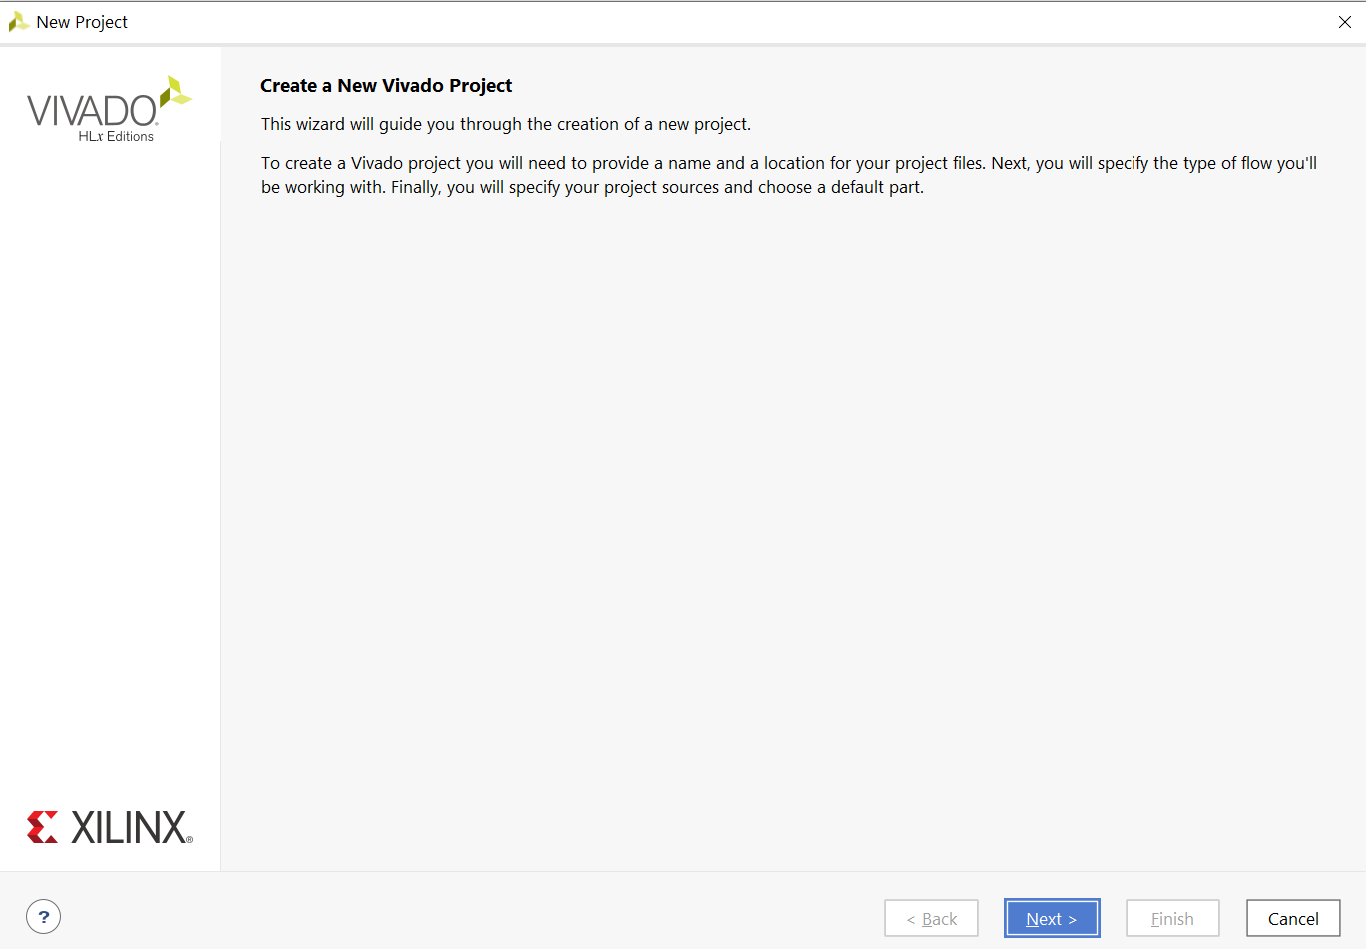 New Project
VIVADO.
HLx Editions
Create a New Vivado Project
This wizard will guide you through the creation of a new project.
To create a Vivado project you will need to provide a name and a location for your project files. Next, you will specify the type of flow you'll
be working with. Finally, you will specify your project sources and choose a default part.
XILINX®
?
< Back
Next >
Finish
Cancel